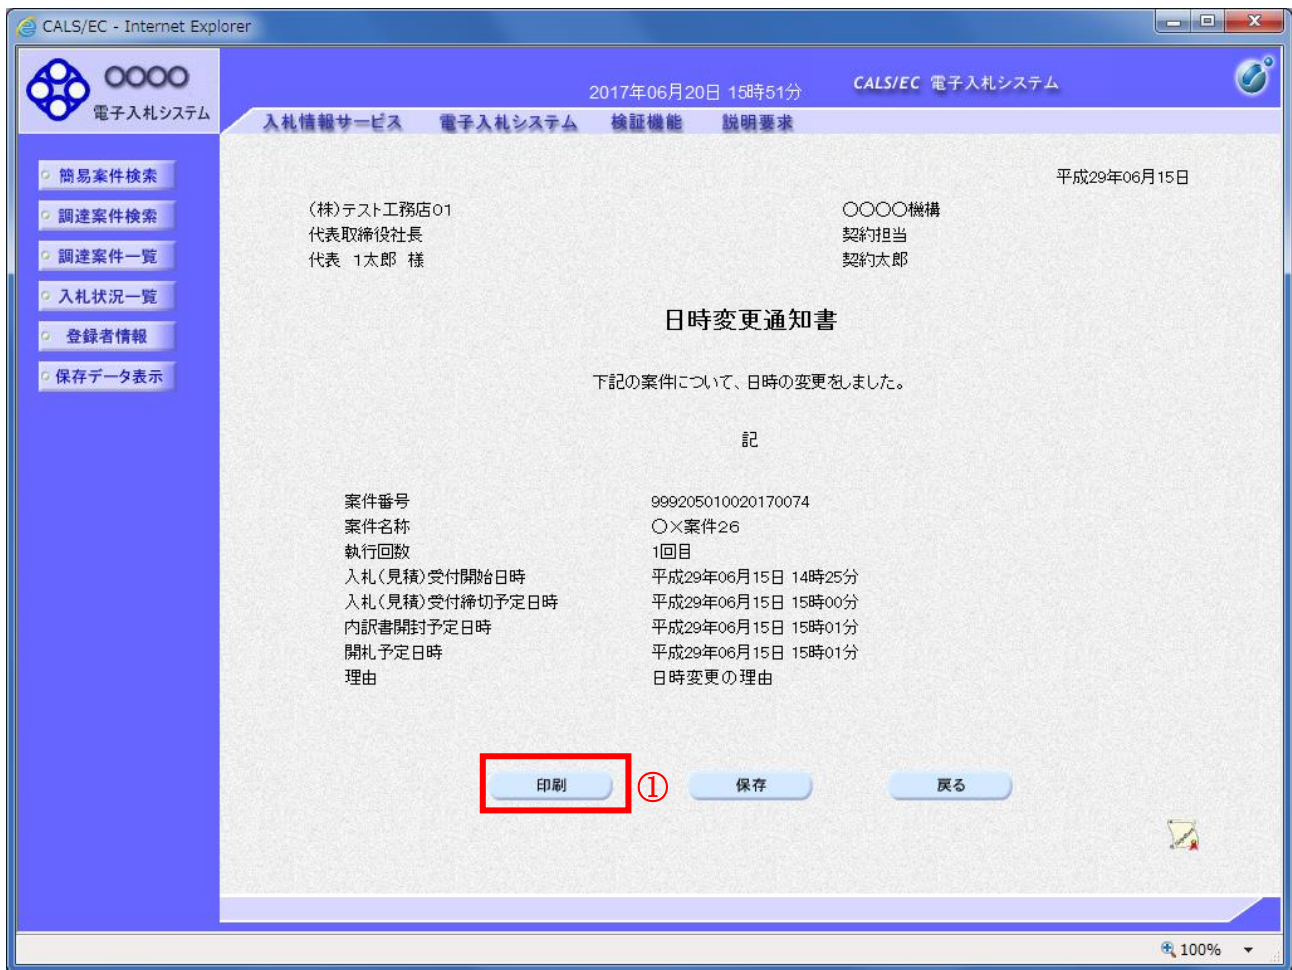 CALS/EC - Internet Explorer
〇〇〇〇
電子入札システム
2017年06月20日 15時51分
CALS/EC 電子入札システム
入札情報サービス 電子入札システム 検証機能 説明要求
簡易案件検索
調達案件検索
調達案件一覧
入札状況一覧
登録者情報
保存データ表示
平成29年06月15日
(株)テスト工務店01
代表取締役社長
代表 1太郎 様
〇〇〇〇機構
契約担当
契約太郎
日時変更通知書
下記の案件について、日時の変更をしました。
記
案件番号 999205010020170074
案件名称 〇×案件26
執行回数 1回目
入札(見積)受付開始日時 平成29年06月15日 14時25分
入札(見積)受付締切予定日時 平成29年06月15日 15時00分
内訳書開封予定日時 平成29年06月15日 15時01分
開札予定日時 平成29年06月15日 15時01分
理由 日時変更の理由
印刷 ① 保存 戻る
100%